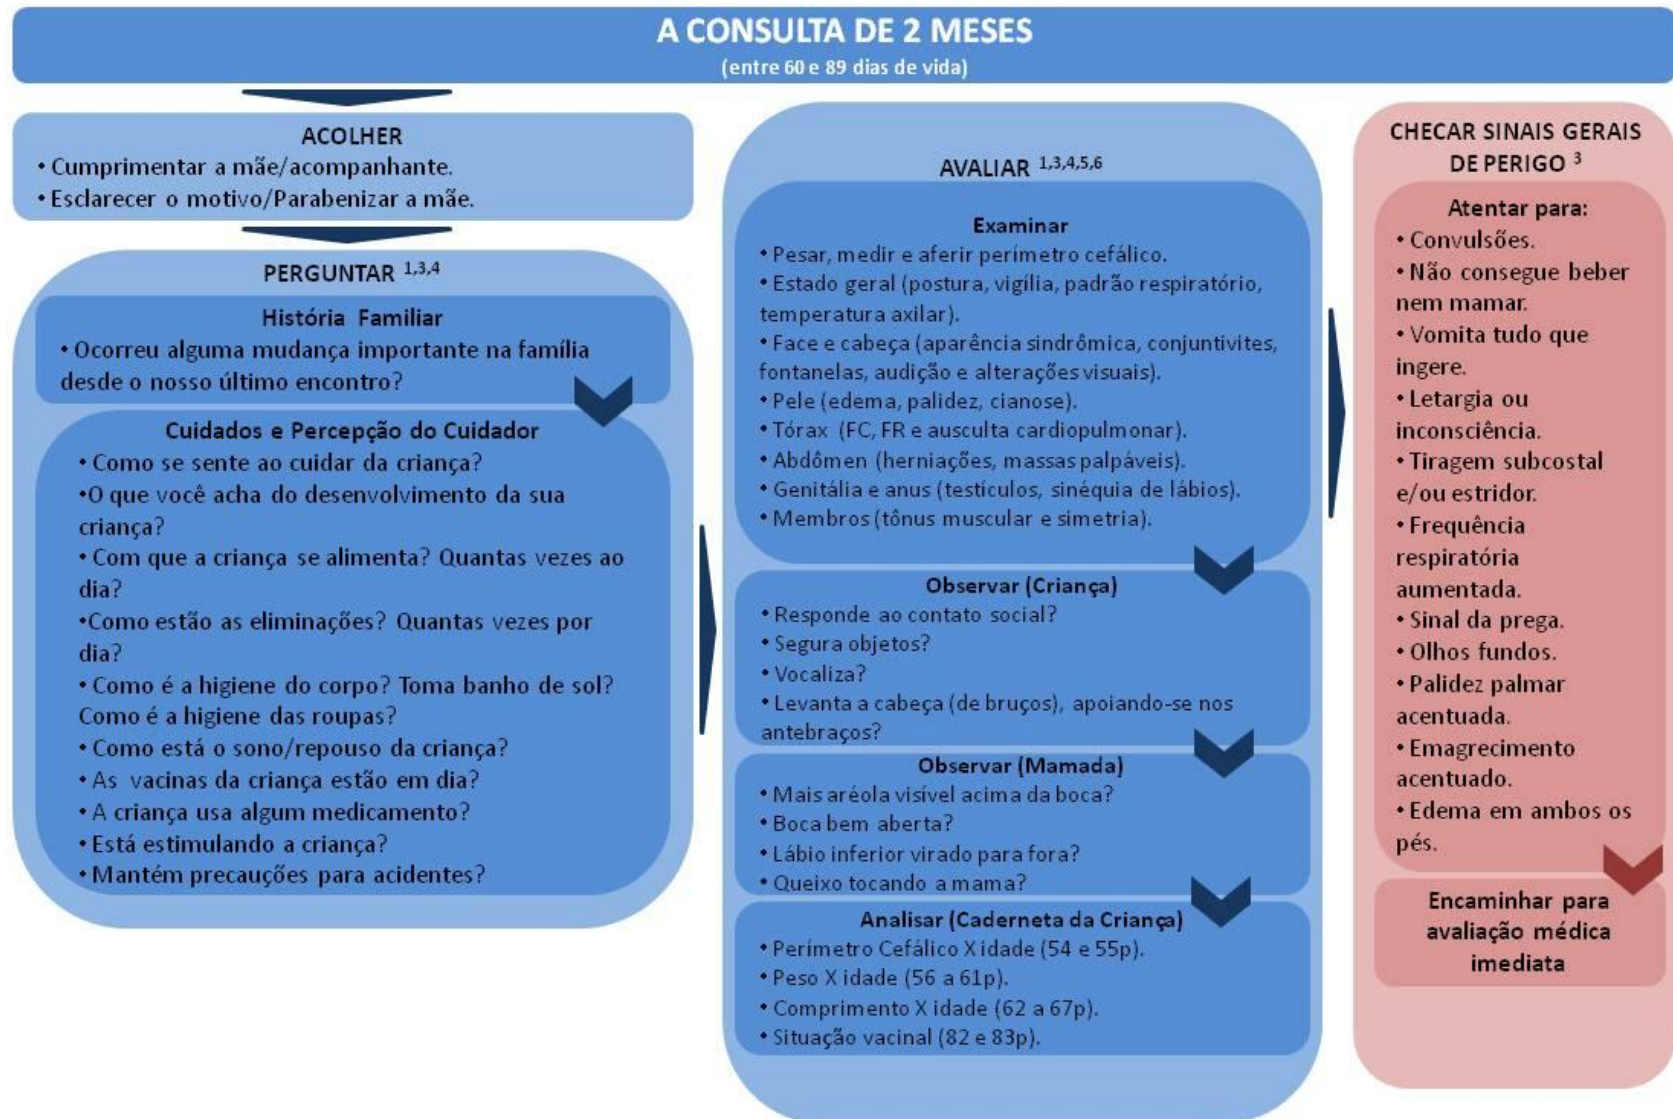 A CONSULTA DE 2 MESES
(entre 60 e 89 dias de vida)
ACOLHER
• Cumprimentar a mãe/acompanhante.
• Esclarecer o motivo/Parabenizar a mãe.
PERGUNTAR 1,3,4
História Familiar
• Ocorreu alguma mudança importante na família
desde o nosso último encontro?
Cuidados e Percepção do Cuidador
• Como se sente ao cuidar da criança?
•O que você acha do desenvolvimento da sua
criança?
• Com que a criança se alimenta? Quantas vezes ao
dia?
•Como estão as eliminações? Quantas vezes por
dia?
• Como é a higiene do corpo? Toma banho de sol?
Como é a higiene das roupas?
• Como está o sono/repouso da criança?
• As vacinas da criança estão em dia?
• A criança usa algum medicamento?
• Está estimulando a criança?
• Mantém precauções para acidentes?
AVALIAR 1,3,4,5,6
Examinar
• Pesar, medir e aferir perímetro cefálico.
• Estado geral (postura, vigília, padrão respiratório,
temperatura axilar).
• Face e cabeça (aparência sindrômica, conjuntivites,
fontanelas, audição e alterações visuais).
• Pele (edema, palidez, cianose).
• Tórax (FC, FR e ausculta cardiopulmonar).
• Abdômen (herniações, massas palpáveis).
• Genitália e anus (testículos, sinéquia de lábios).
• Membros (tônus muscular e simetria).
Observar (Criança)
• Responde ao contato social?
• Segura objetos?
• Vocaliza?
• Levanta a cabeça (de bruços), apoiando-se nos
antebraços?
Observar (Mamada)
• Mais aréola visível acima da boca?
• Boca bem aberta?
• Lábio inferior virado para fora?
• Queixo tocando a mama?
Analisar (Caderneta da Criança)
• Perímetro Cefálico X idade (54 e 55p).
• Peso X idade (56 a 61p).
• Comprimento X idade (62 a 67p).
• Situação vacinal (82 e 83p).
CHECAR SINAIS GERAIS
DE PERIGO 3
Atentar para:
• Convulsões.
• Não consegue beber
nem mamar.
• Vomita tudo que
ingere.
• Letargia ou
inconsciência.
• Tiragem subcostal
e/ou estridor.
• Frequência
respiratória
aumentada.
• Sinal da prega.
• Olhos fundos.
• Palidez palmar
acentuada.
• Emagrecimento
acentuado.
• Edema em ambos os
pés.
Encaminhar para
avaliação médica
imediata